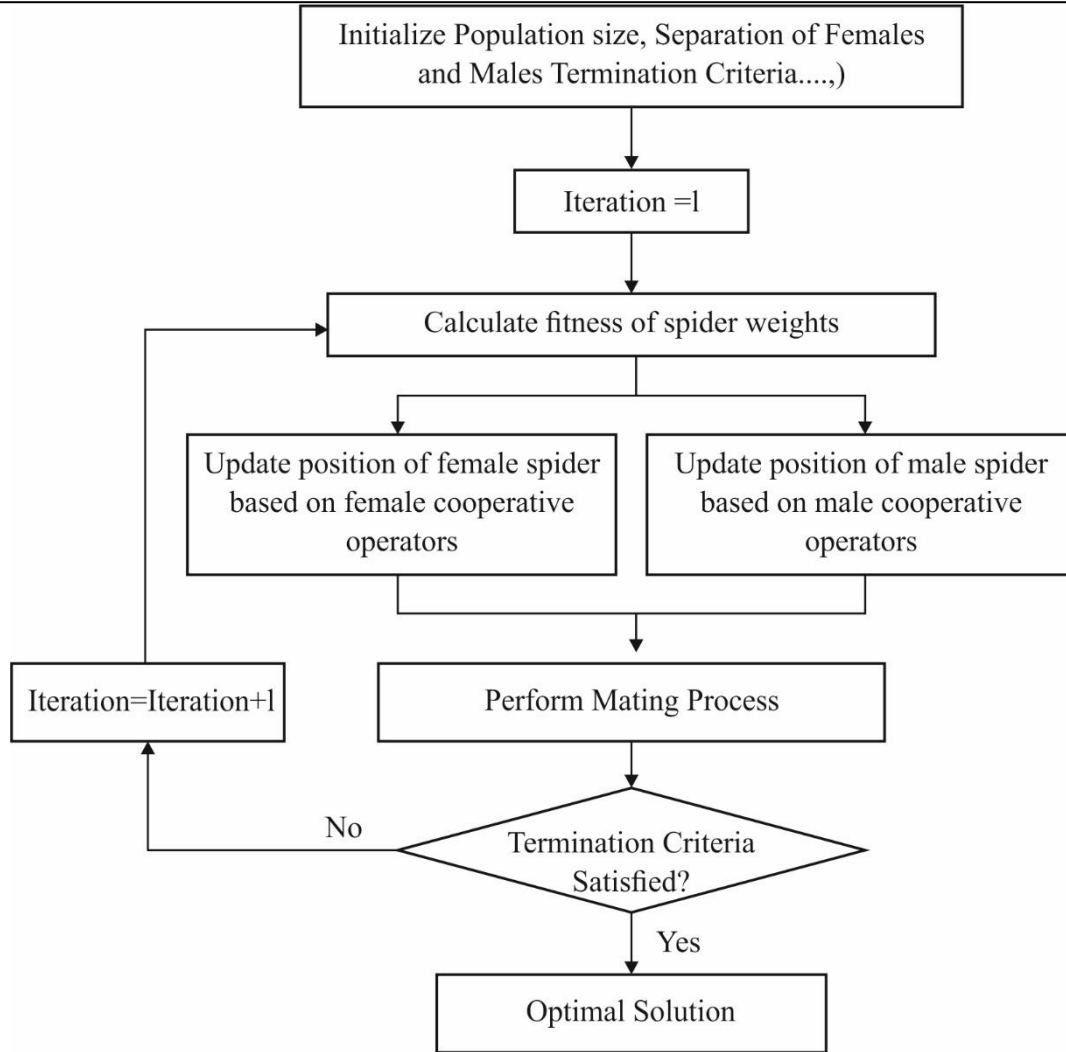 Initialize Population size, Separation of Females
and Males Termination Criteria....,)
Iteration =l
Calculate fitness of spider weights
Update position of female spider
based on female cooperative
operators
Update position of male spider
based on male cooperative
operators
Iteration=Iteration+l
Perform Mating Process
No
Termination Criteria
Satisfied?
Yes
Optimal Solution